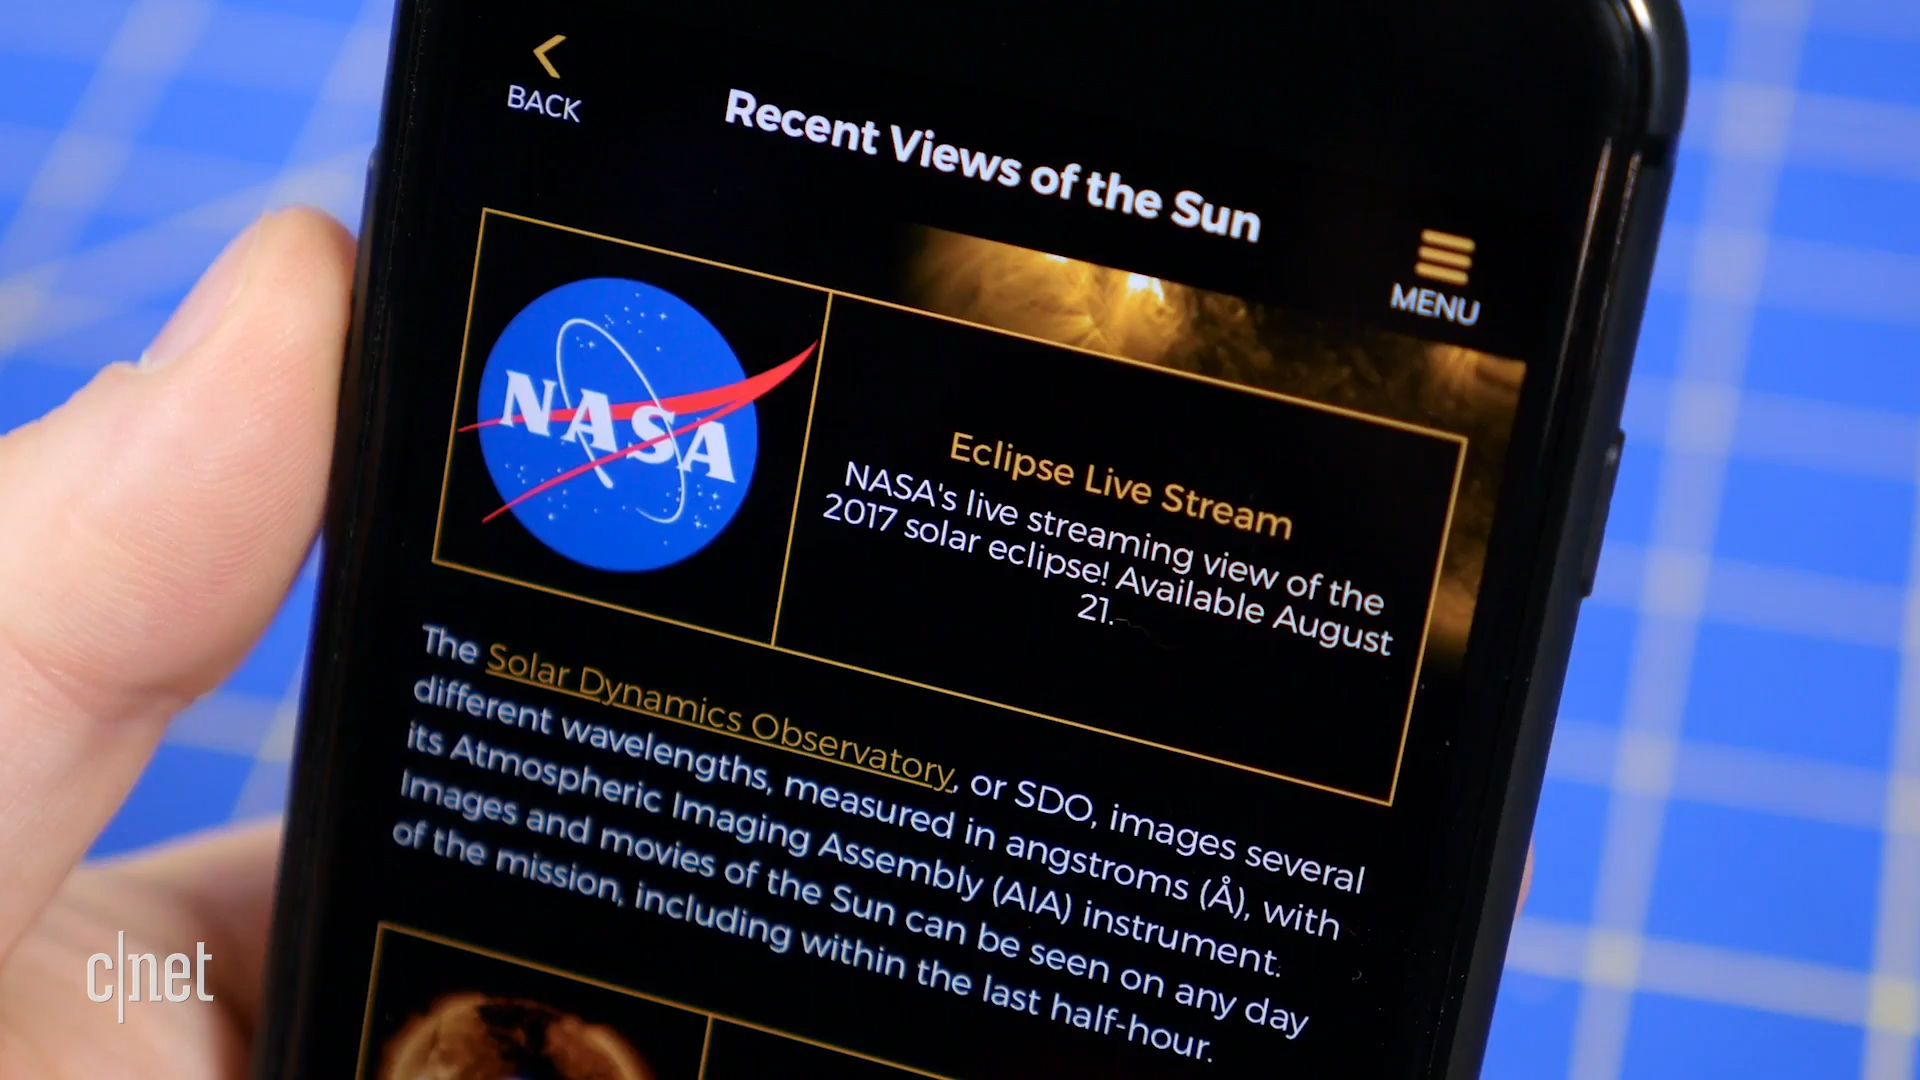 BACK
Recent Views of the Sun
MENU
NASA
Eclipse Live Stream
NASA's live streaming view of the
2017 solar eclipse! Available August
21.
The Solar Dynamics Observatory, or SDO, images several
different wavelengths, measured in angstroms (Å), with
its Atmospheric Imaging Assembly (AIA) instrument.
Images and movies of the Sun can be seen on any day
of the mission, including within the last half-hour.
c|net